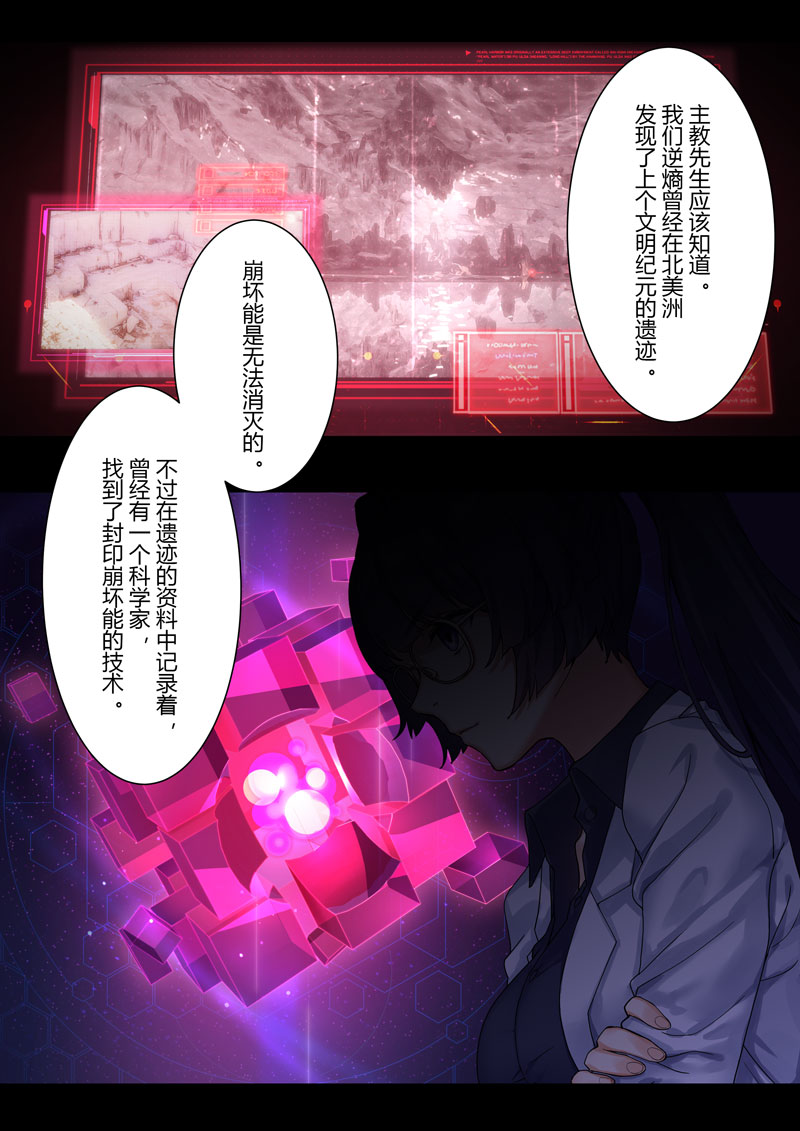 主教先生应该知道。
我们逆熵曾经在北美洲
发现了上个文明纪元的遗迹。
崩坏能是无法消灭的。
不过在遗迹的资料中记录着，
曾经有一个科学家，
找到了封印崩坏能的技术。